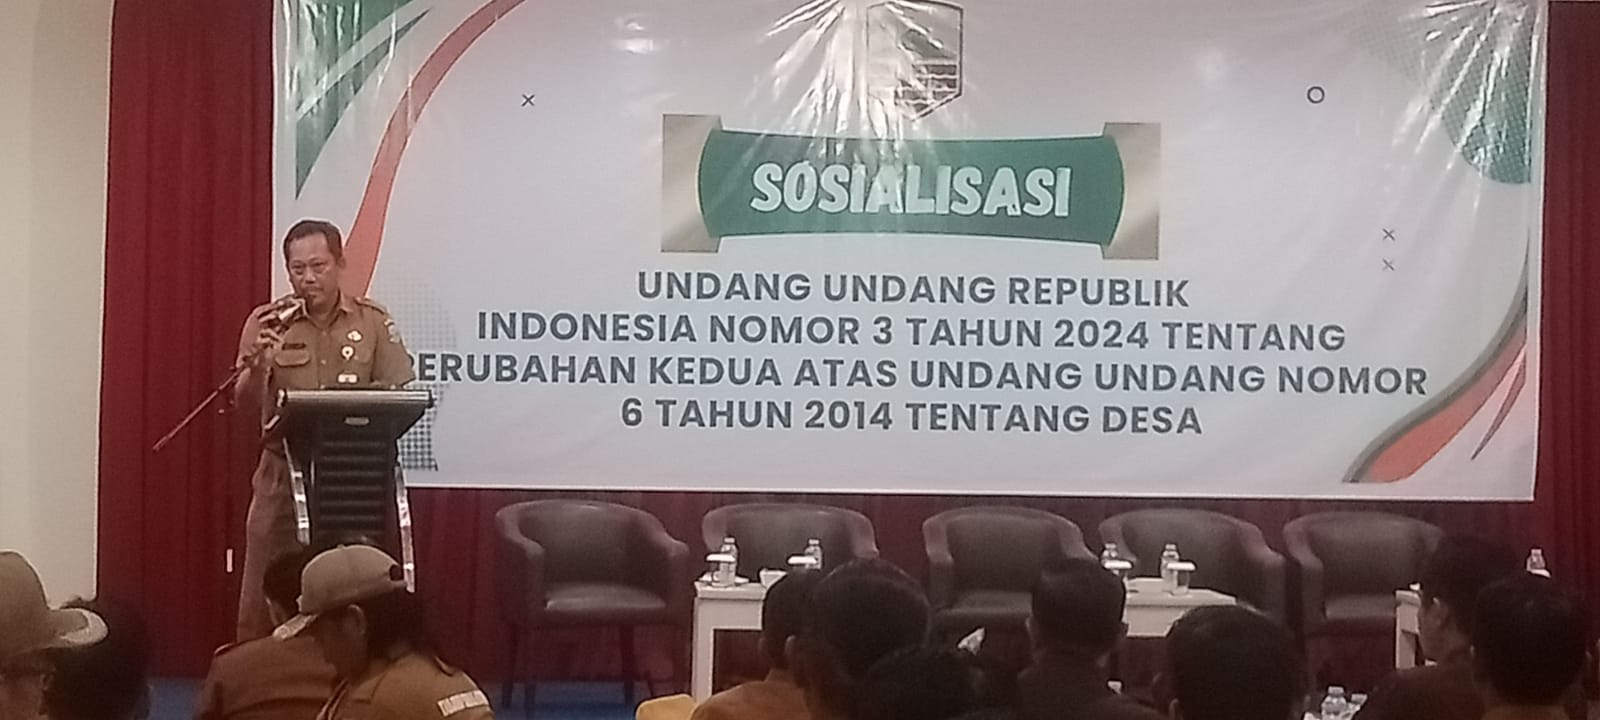 SOSIALISASI
UNDANG UNDANG REPUBLIK
INDONESIA NOMOR 3 TAHUN 2024 TENTANG
PERUBAHAN KEDUA ATAS UNDANG UNDANG NOMOR
6 TAHUN 2014 TENTANG DESA